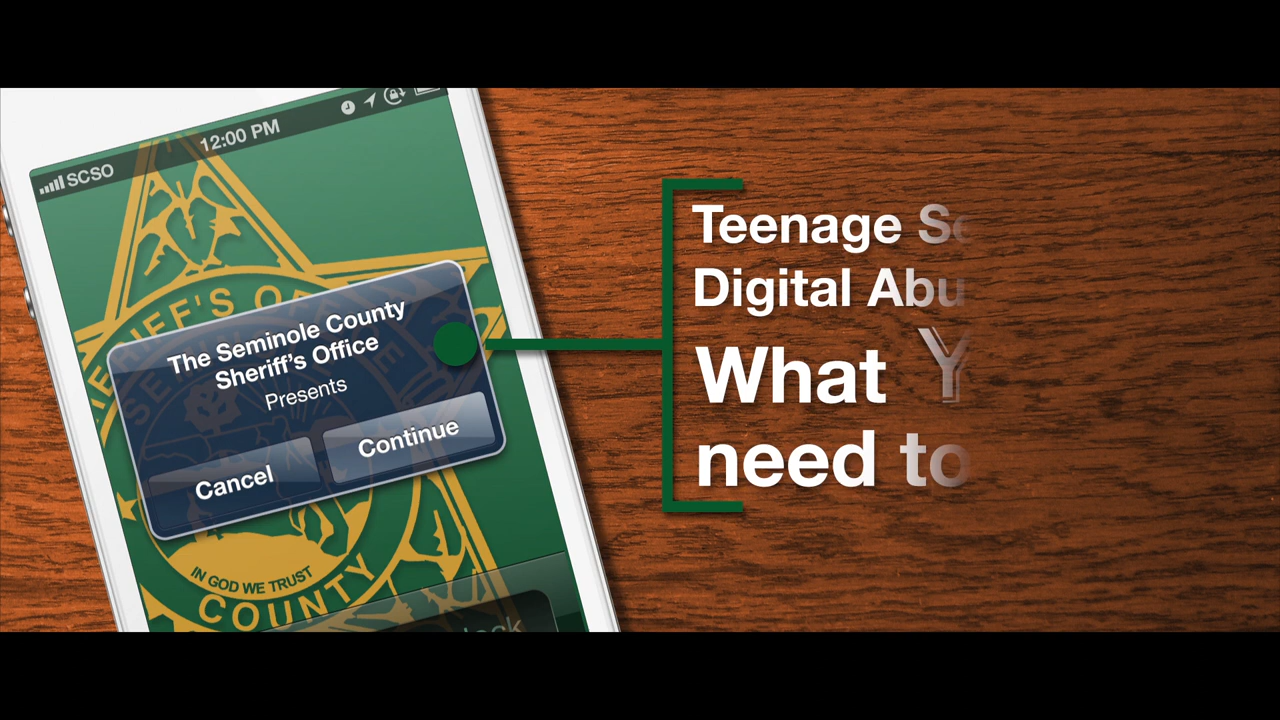 SCSO 12:00 PM
The Seminole County
Sheriff's Office
Presents
Cancel Continue
IN GOD WE TRUST
COUNTY
Teenage
Digital
What
need to